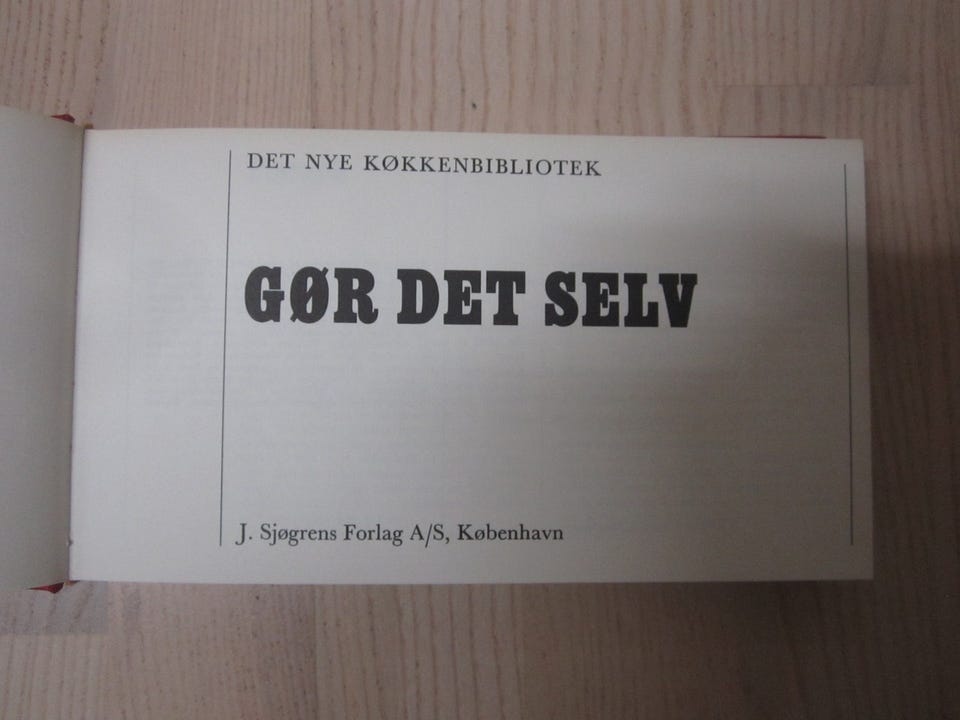 DET NYE KØKKENBIBLIOTEK
GØR DET SELV
J. Sjøgrens Forlag A/S, København